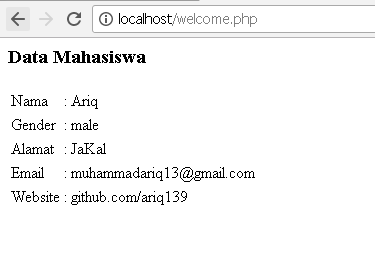 localhost/welcome.php
Data Mahasiswa
Nama : Ariq
Gender : male
Alamat : JaKal
Email : muhammadariq13@gmail.com
Website : github.com/ariq139